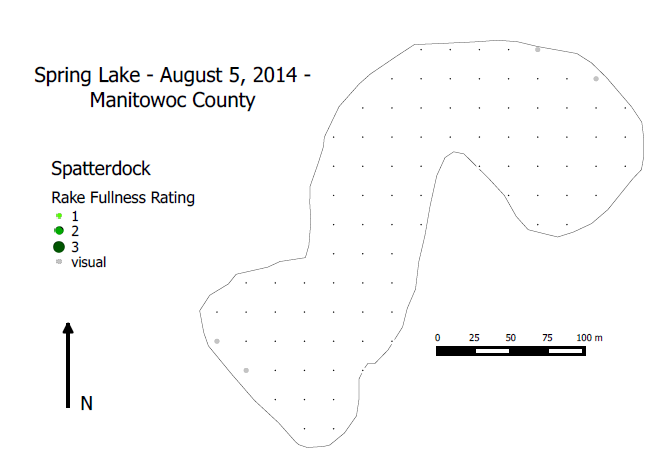 Spring Lake - August 5, 2014 -
Manitowoc County
Spatterdock
Rake Fullness Rating
1
2
3
visual
N
0 25 50 75 100 m